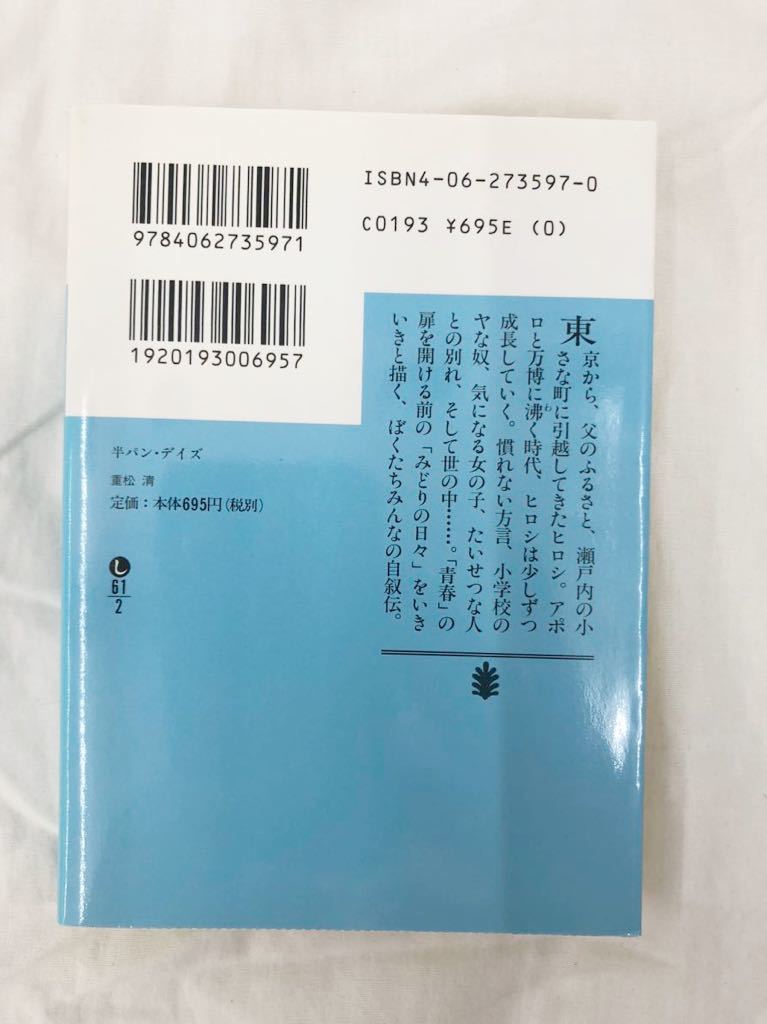 ISBN4-06-273597-0
C0193 ¥695E (0)
9784062735971
1920193006957
東京から、父のふるさと、瀬戸内の小
さな町に引越してきたヒロシ。アポ
ロと万博に沸わく時代、ヒロシは少しずつ
成長していく。慣れない方言、小学校の
ヤな奴、気になる女の子、たいせつな人
との別れ、そして世の中……。「青春」の
扉を開ける前の「みどりの日々」をいき
いきと描く、ぼくたちみんなの自叙伝。
半パン・デイズ
重松 清
定価：本体695円（税別）
し
61
2